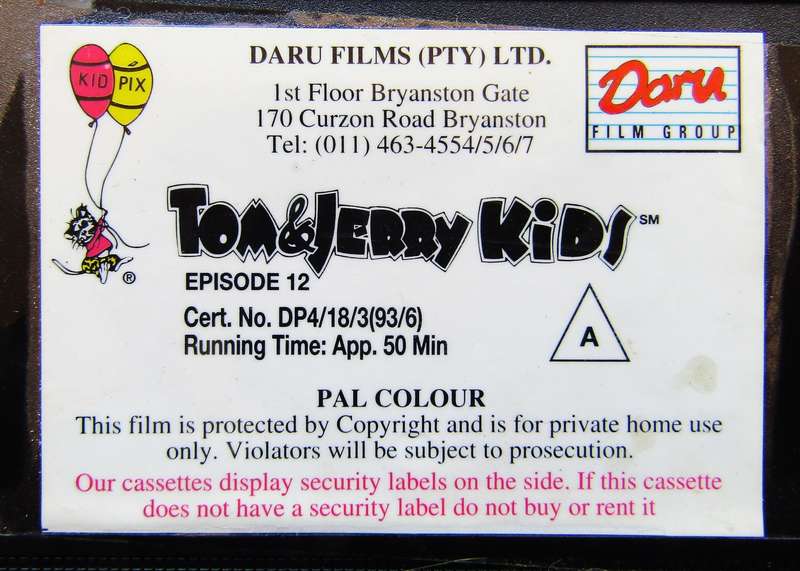 KID PIX
DARU FILMS (PTY) LTD.
1st Floor Bryanston Gate
170 Curzon Road Bryanston
Tel: (011) 463-4554/5/6/7
Daru
FILM GROUP
TOM & JERRY KIDS SM
®
EPISODE 12
Cert. No. DP4/18/3(93/6)
Running Time: App. 50 Min
A
PAL COLOUR
This film is protected by Copyright and is for private home use
only. Violators will be subject to prosecution.
Our cassettes display security labels on the side. If this cassette
does not have a security label do not buy or rent it